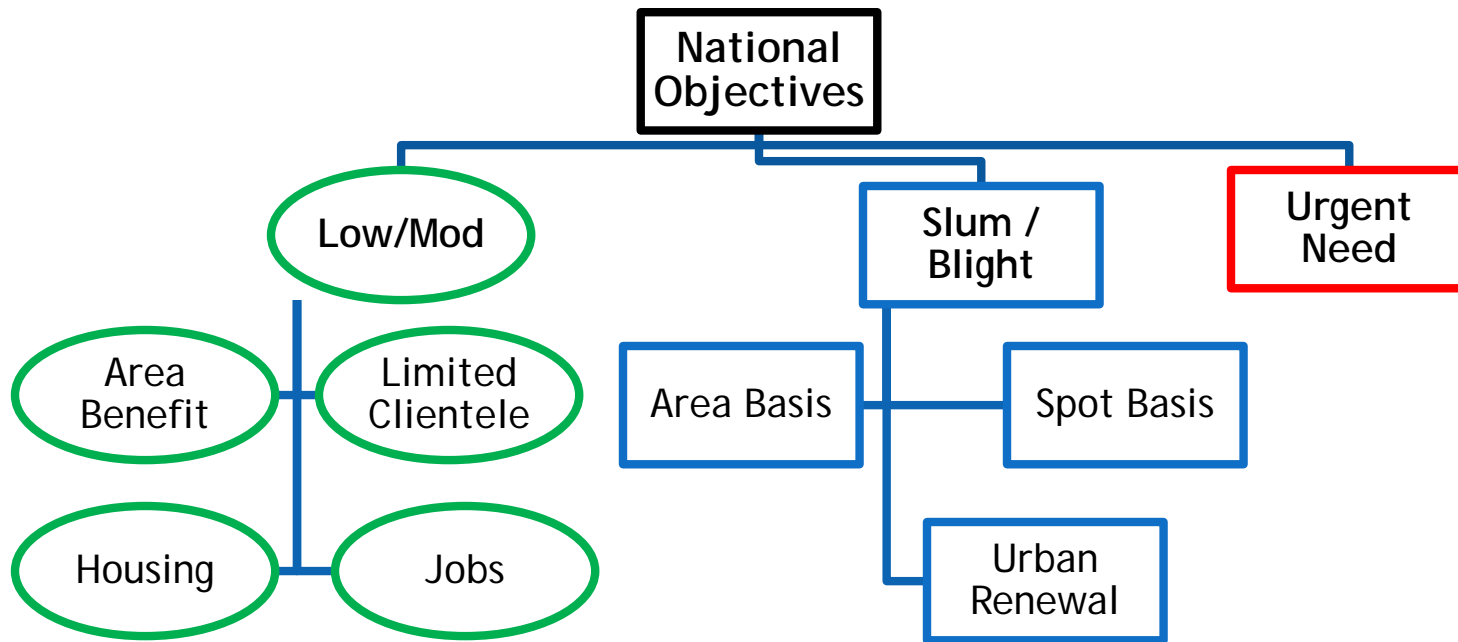 National
Objectives
Low/Mod
Slum /
Blight
Urgent
Need
Area
Benefit
Limited
Clientele
Area Basis
Spot Basis
Housing
Jobs
Urban
Renewal